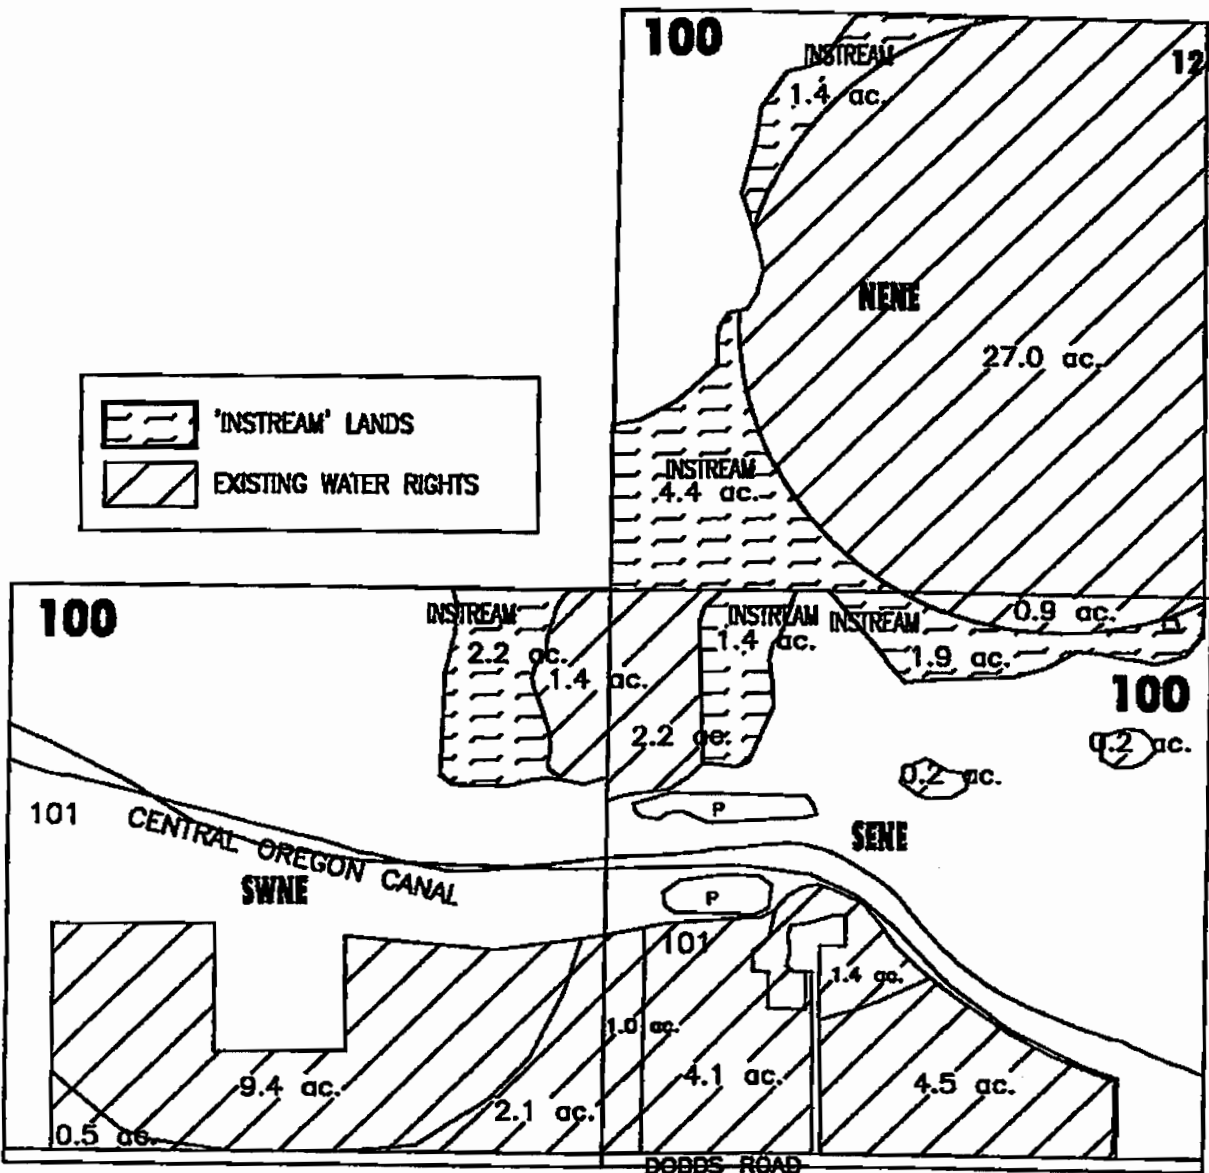 100
INSTREAM
12
1.4 ac.
NENE
27.0 ac.
'INSTREAM' LANDS
EXISTING WATER RIGHTS
INSTREAM
4.4 ac.
100
INSTREAM
2.2 ac.
1.4 ac.
INSTREAM
1.4 ac.
INSTREAM
0.9 ac.
1.9 ac.
100
2.2 ac.
0.2 ac.
0.2 ac.
101
CENTRAL OREGON CANAL
P
SENE
SWNE
P
101
1.4 ac.
1.0 ac.
9.4 ac.
4.1 ac.
4.5 ac.
2.1 ac.
0.5 ac.
DODDS ROAD